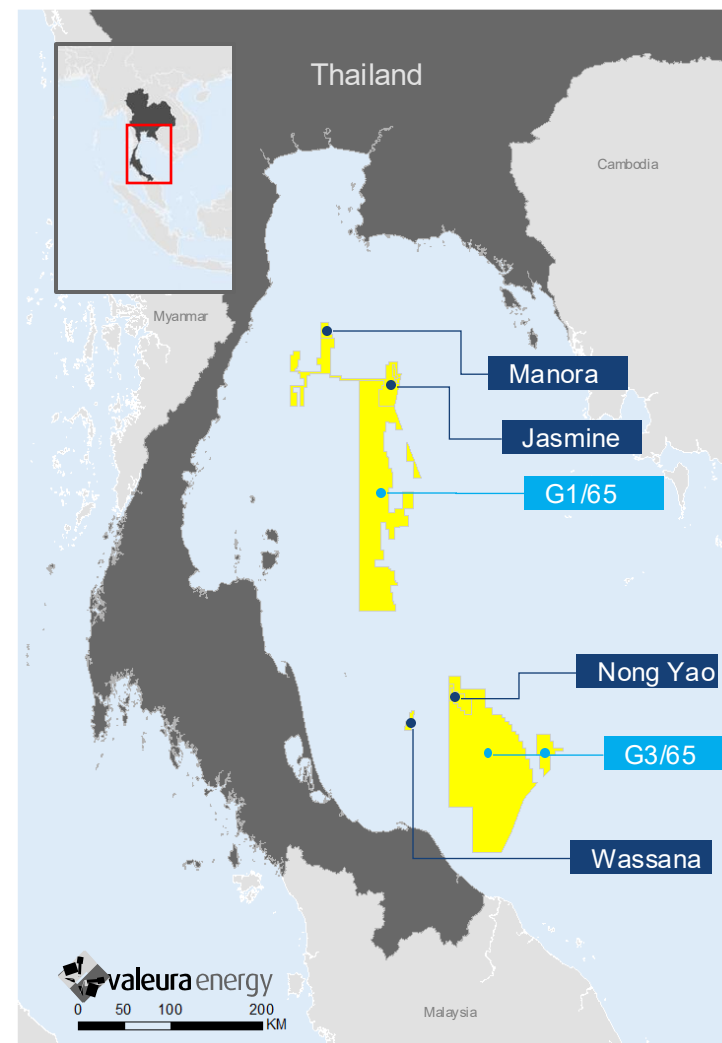 Thailand
Cambodia
Myanmar
Manora
Jasmine
G1/65
Nong Yao
G3/65
Wassana
valeura energy
0 50 100 200
KM
Malaysia